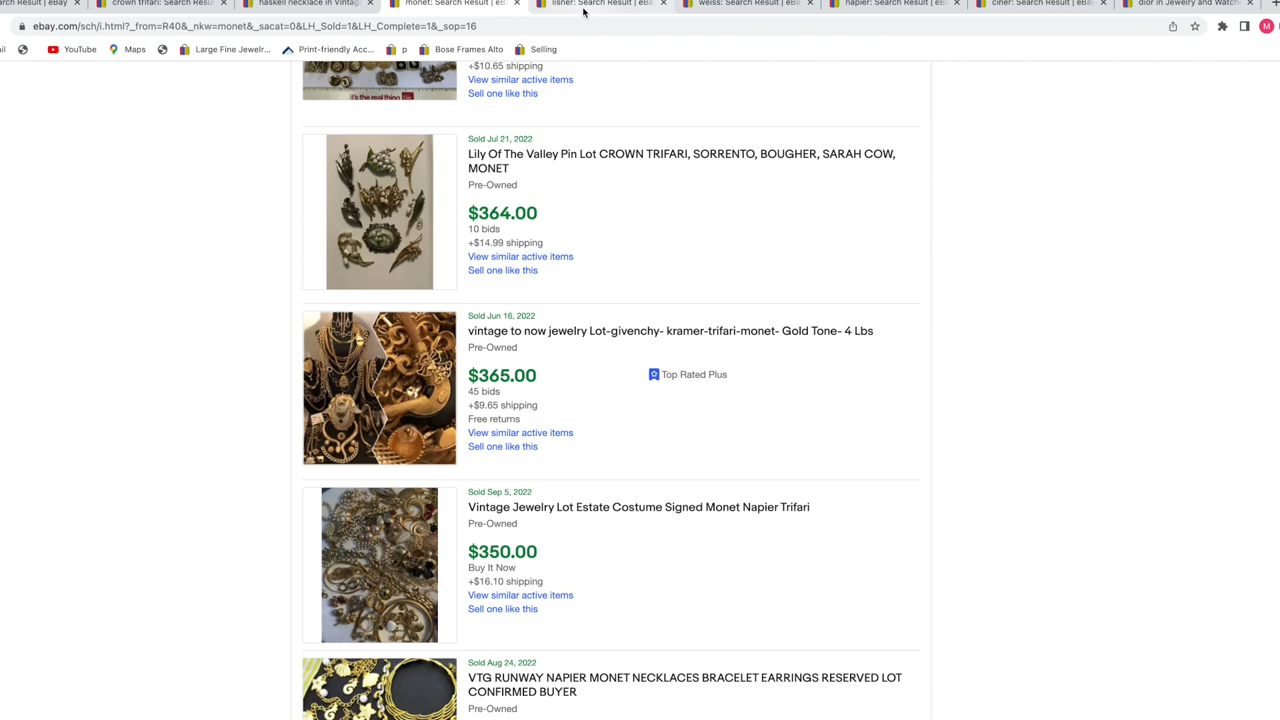 earch Result | eBay
crown trifari: Search Resu
haskell necklace in Vintag
monet: Search Result | eBa
lisner: Search Result | eBay
weiss: Search Result | eBay
napier: Search Result | eBay
ciner: Search Result | ebay
dior in Jewelry and Watch
ebay.com/sch/i.html?_from=R40&_nkw=monet&_sacat=0&LH_Sold=1&LH_Complete=1&_sop=16
M
ail
YouTube
Maps
Large Fine Jewelr...
Print-friendly Acc...
p
Bose Frames Alto
Selling
+$10.65 shipping
View similar active items
Sell one like this
Sold Jul 21, 2022
Lily Of The Valley Pin Lot CROWN TRIFARI, SORRENTO, BOUGHER, SARAH COW,
MONET
Pre-Owned
$364.00
10 bids
+$14.99 shipping
View similar active items
Sell one like this
Sold Jun 16, 2022
vintage to now jewelry Lot-givenchy- kramer-trifari-monet- Gold Tone- 4 Lbs
Pre-Owned
$365.00
Top Rated Plus
45 bids
+$9.65 shipping
Free returns
View similar active items
Sell one like this
Sold Sep 5, 2022
Vintage Jewelry Lot Estate Costume Signed Monet Napier Trifari
Pre-Owned
$350.00
Buy It Now
+$16.10 shipping
View similar active items
Sell one like this
Sold Aug 24, 2022
VTG RUNWAY NAPIER MONET NECKLACES BRACELET EARRINGS RESERVED LOT
CONFIRMED BUYER
Pre-Owned